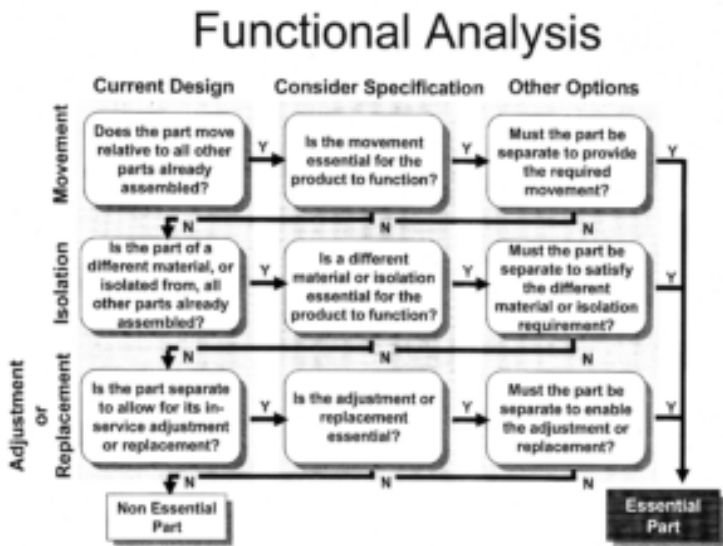 Functional Analysis
Current Design
Consider Specification
Other Options
Movement
Does the part move
relative to all other
parts already
assembled?
Y
Is the movement
essential for the
product to function?
Y
Must the part be
separate to provide
the required
movement?
Y
N
N
N
Isolation
Is the part of a
different material, or
isolated from, all
other parts already
assembled?
Y
Is a different
material or isolation
essential for the
product to function?
Y
Must the part be
separate to satisfy
the different
material or isolation
requirement?
Y
N
N
N
Adjustment
or
Replacement
Is the part separate
to allow for its in-
service adjustment
or replacement?
Y
Is the adjustment or
replacement
essential?
Y
Must the part be
separate to enable
the adjustment or
replacement?
Y
N
N
N
Non Essential
Part
Essential
Part